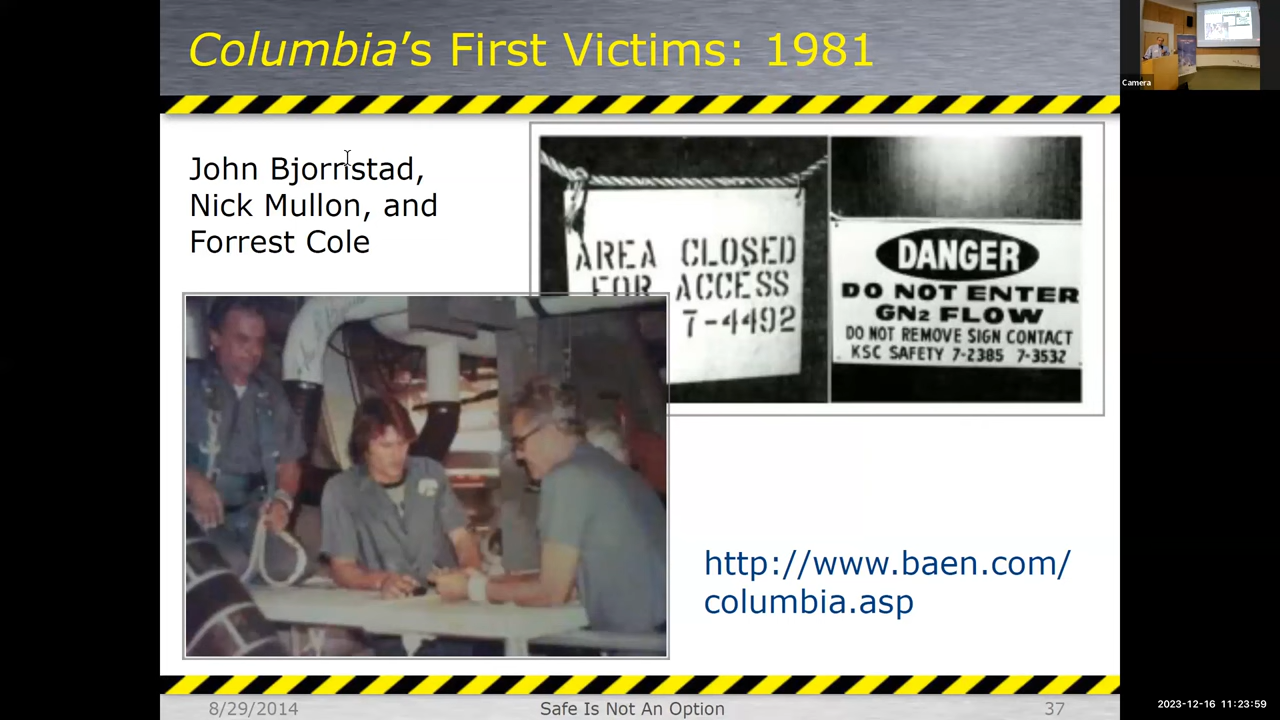 Columbia's First Victims: 1981
Camera
John Bjornstad,
Nick Mullon, and
Forrest Cole
AREA CLOSED
FOR ACCESS
7-4492
DANGER
DO NOT ENTER
GN2 FLOW
DO NOT REMOVE SIGN CONTACT
KSC SAFETY 7-2385 7-3532
http://www.baen.com/
columbia.asp
8/29/2014
Safe Is Not An Option
37
2023-12-16 11:23:59